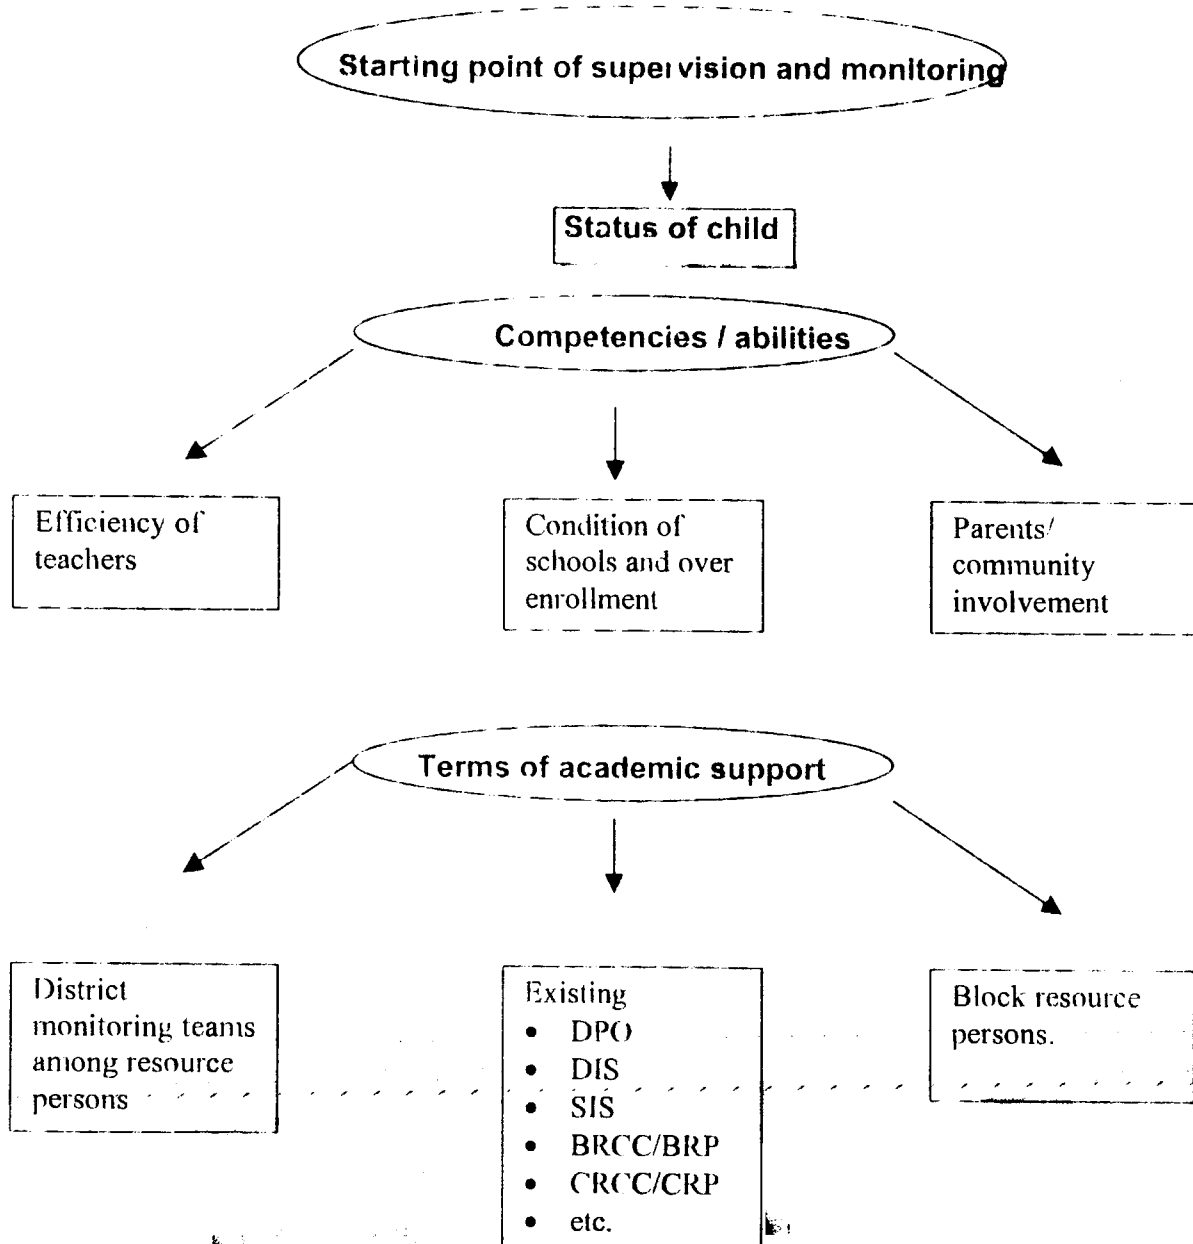 Starting point of supervision and monitoring
Status of child
Competencies / abilities
Efficiency of
teachers
Condition of
schools and over
enrollment
Parents/
community
involvement
Terms of academic support
District
monitoring teams
among resource
persons
Existing
• DPO
• DIS
• SIS
• BRCC/BRP
• CRCC/CRP
• etc.
Block resource
persons.